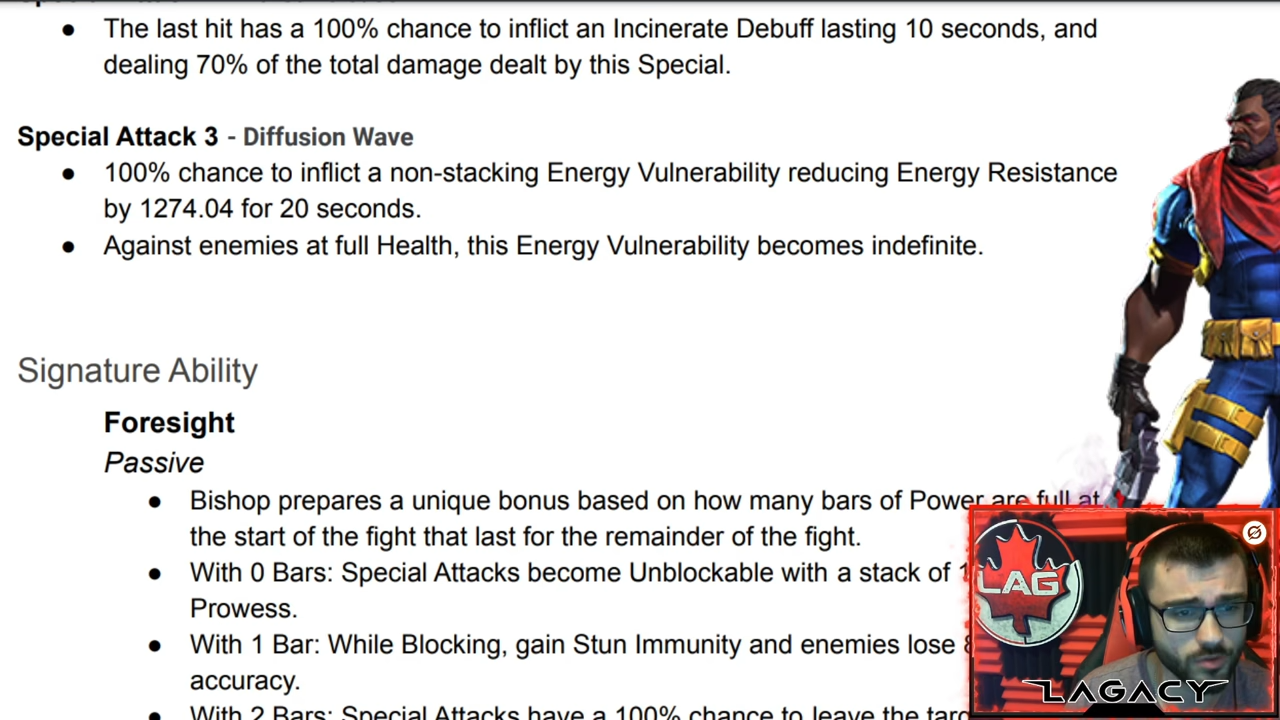 ● The last hit has a 100% chance to inflict an Incinerate Debuff lasting 10 seconds, and
dealing 70% of the total damage dealt by this Special.
Special Attack 3 - Diffusion Wave
● 100% chance to inflict a non-stacking Energy Vulnerability reducing Energy Resistance
by 1274.04 for 20 seconds.
● Against enemies at full Health, this Energy Vulnerability becomes indefinite.
Signature Ability
Foresight
Passive
● Bishop prepares a unique bonus based on how many bars of Power are full at
the start of the fight that last for the remainder of the fight.
● With 0 Bars: Special Attacks become Unblockable with a stack of
Prowess.
● With 1 Bar: While Blocking, gain Stun Immunity and enemies lose
accuracy.
● With 2 Bars: Special Attacks have a 100% chance to leave the
LAG
LAGACY